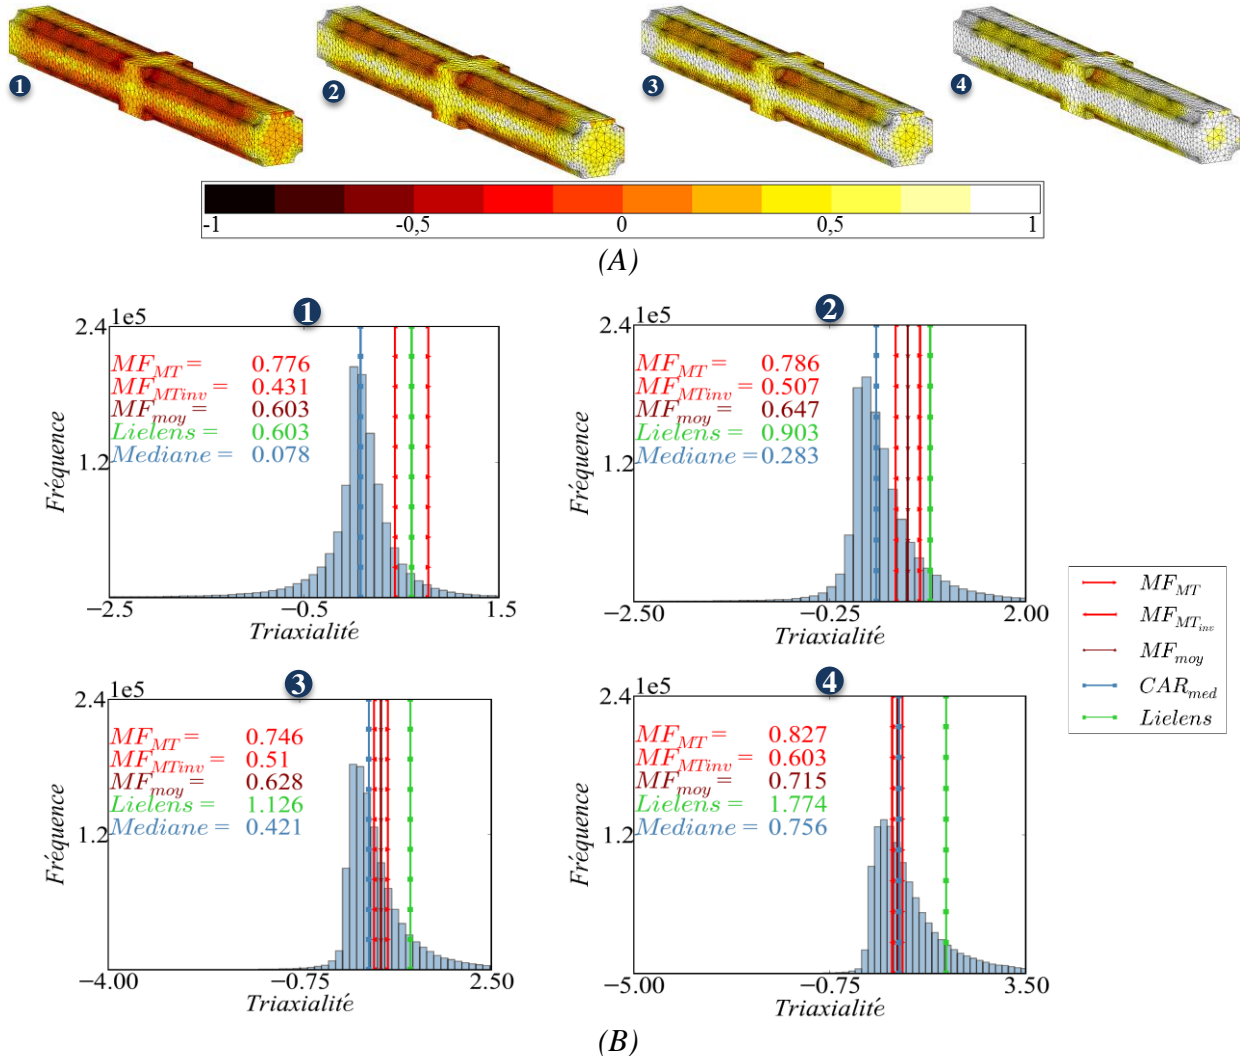 1 2 3 4
-1 -0,5 0 0,5 1
(A)
1
1e5
2.4
1.2
MF_MT = 0.776
MF_MTinv = 0.431
MF_moy = 0.603
Lielens = 0.603
Mediane = 0.078
Fréquence
−2.5 −0.5 1.5
Triaxialité
2
1e5
2.4
1.2
MF_MT = 0.786
MF_MTinv = 0.507
MF_moy = 0.647
Lielens = 0.903
Mediane = 0.283
Fréquence
−2.50 −0.25 2.00
Triaxialité
MF_MT
MF_MTinv
MF_moy
CAR_med
Lielens
3
1e5
2.4
1.2
MF_MT = 0.746
MF_MTinv = 0.51
MF_moy = 0.628
Lielens = 1.126
Mediane = 0.421
Fréquence
−4.00 −0.75 2.50
Triaxialité
4
1e5
2.4
1.2
MF_MT = 0.827
MF_MTinv = 0.603
MF_moy = 0.715
Lielens = 1.774
Mediane = 0.756
Fréquence
−5.00 −0.75 3.50
Triaxialité
(B)